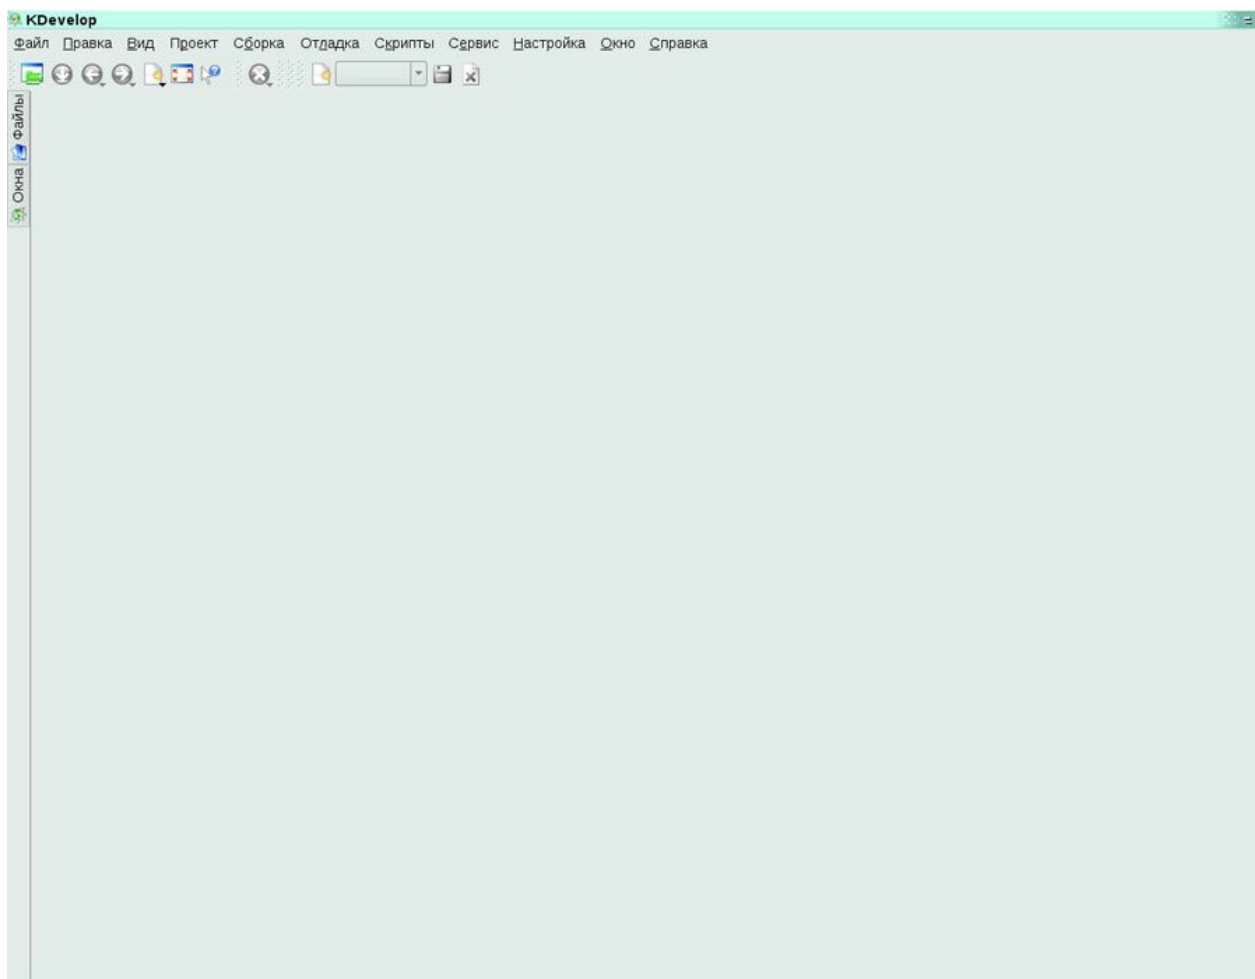 KDevelop
Файл Правка Вид Проект Сборка Отладка Скрипты Сервис Настройка Окно Справка
Файлы
Окна